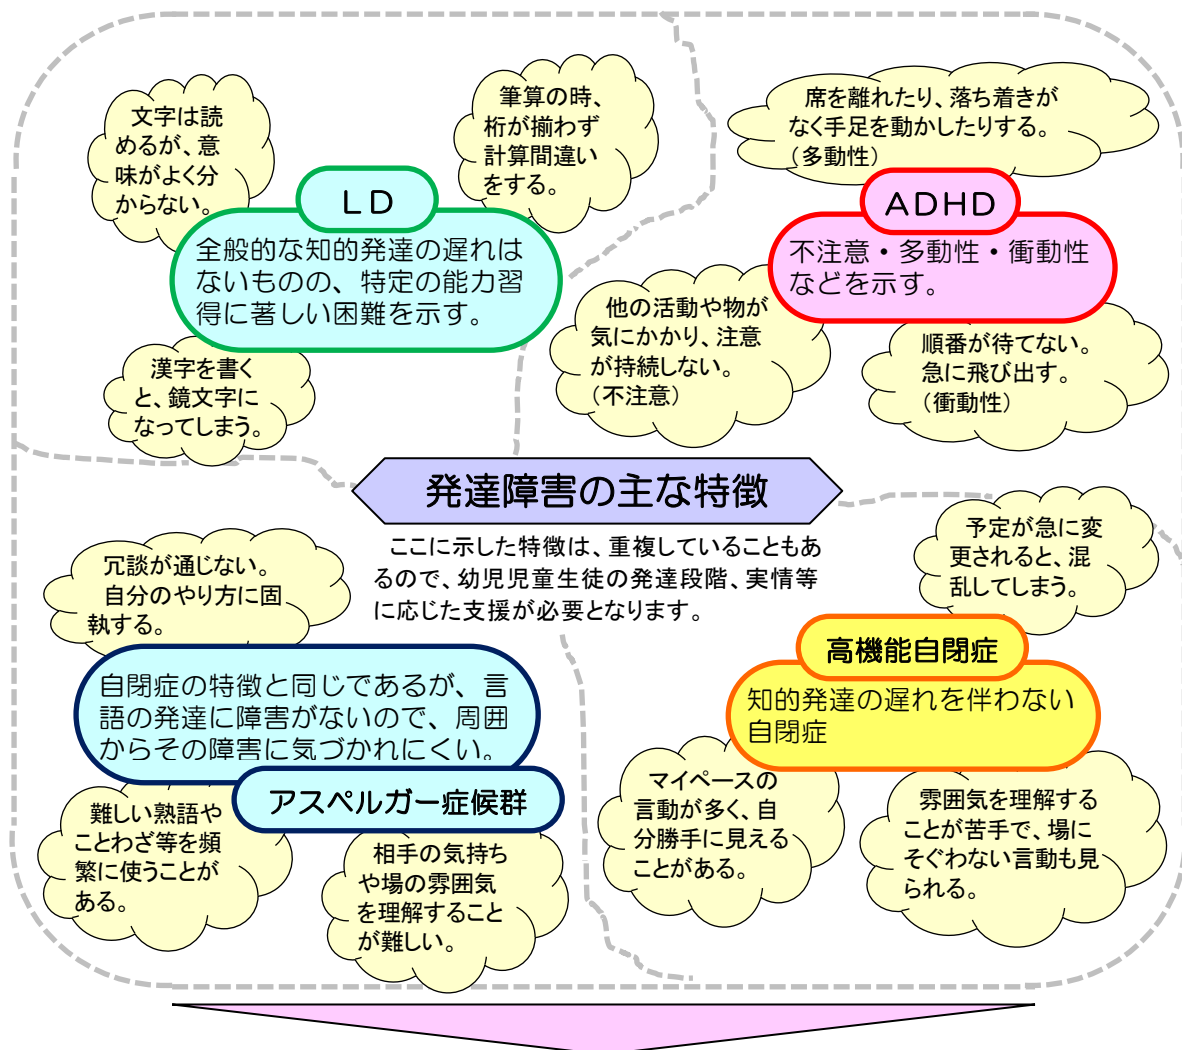 文字は読
めるが、意
味がよく分
からない。
筆算の時、
桁が揃わず
計算間違い
をする。
LD
全般的な知的発達の遅れは
ないものの、特定の能力習
得に著しい困難を示す。
漢字を書く
と、鏡文字に
なってしまう。
席を離れたり、落ち着きが
なく手足を動かしたりする。
（多動性）
ADHD
不注意・多動性・衝動性
などを示す。
他の活動や物が
気にかかり、注意
が持続しない。
（不注意）
順番が待てない。
急に飛び出す。
（衝動性）
発達障害の主な特徴
ここに示した特徴は、重複していることもあ
るので、幼児児童生徒の発達段階、実情等
に応じた支援が必要となります。
冗談が通じない。
自分のやり方に固
執する。
自閉症の特徴と同じであるが、言
語の発達に障害がないので、周囲
からその障害に気づかれにくい。
アスペルガー症候群
難しい熟語や
ことわざ等を頻
繁に使うことが
ある。
相手の気持ち
や場の雰囲気
を理解すること
が難しい。
予定が急に変
更されると、混
乱してしまう。
高機能自閉症
知的発達の遅れを伴わない
自閉症
マイペースの
言動が多く、自
分勝手に見える
ことがある。
雰囲気を理解する
ことが苦手で、場に
そぐわない言動も見
られる。